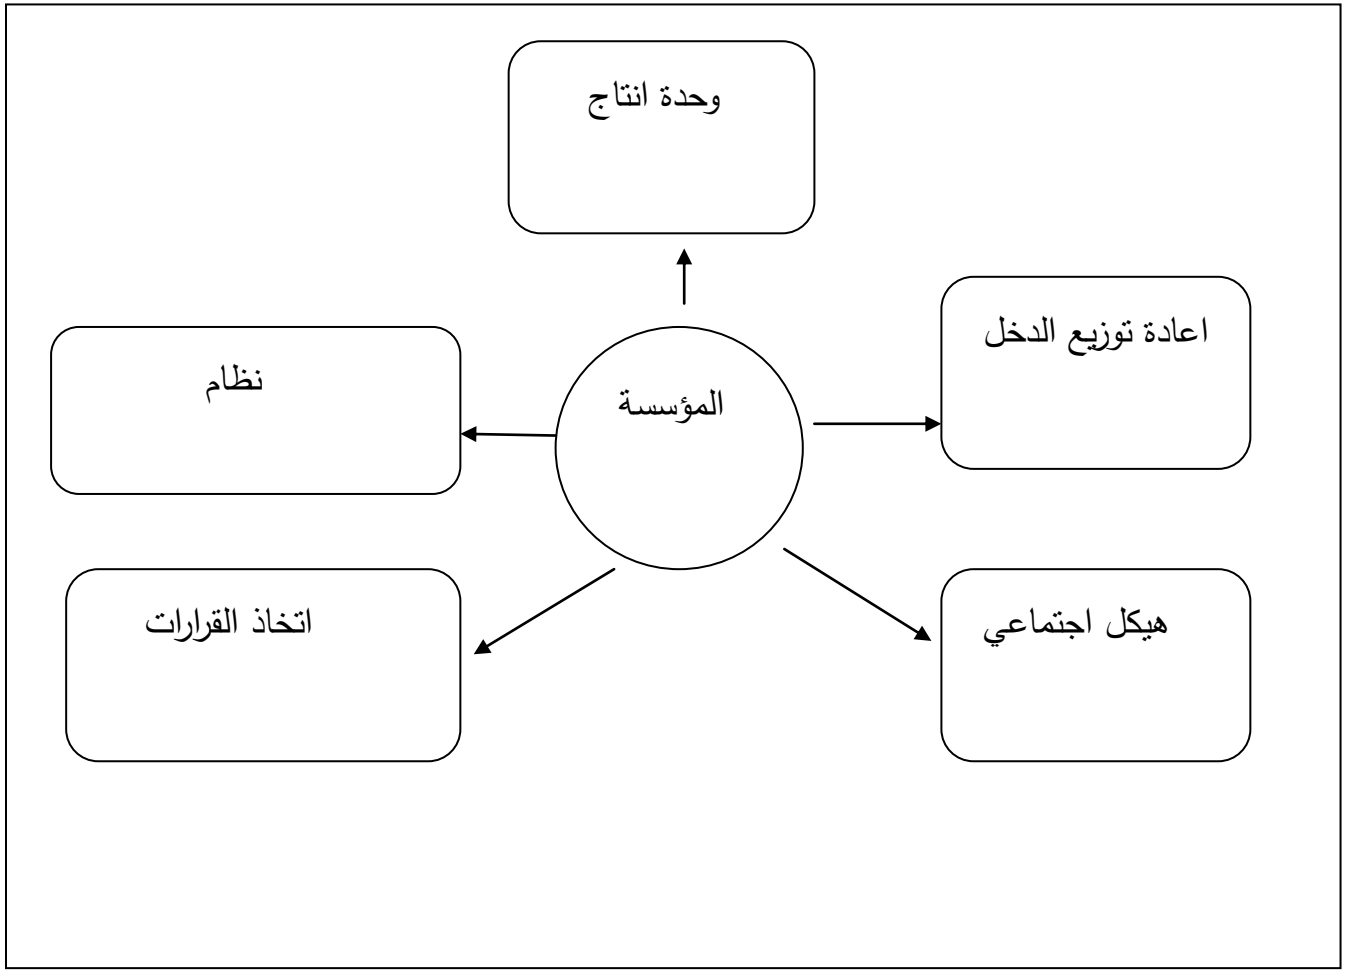 وحدة انتاج
اعادة توزيع الدخل
نظام
المؤسسة
هيكل اجتماعي
اتخاذ القرارات